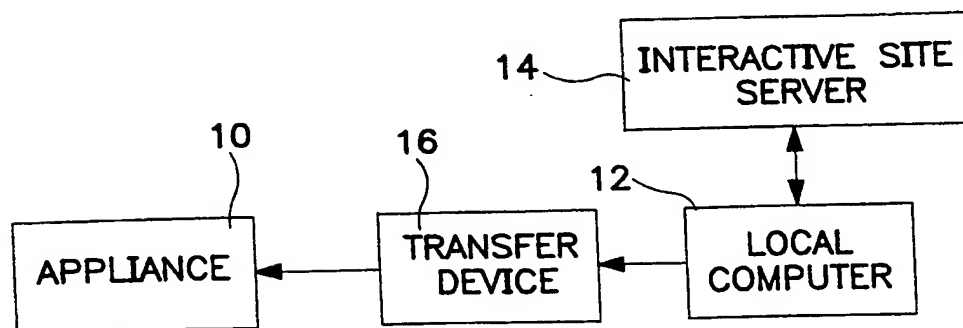 14
INTERACTIVE SITE
SERVER
10
16
12
APPLIANCE
TRANSFER
DEVICE
LOCAL
COMPUTER